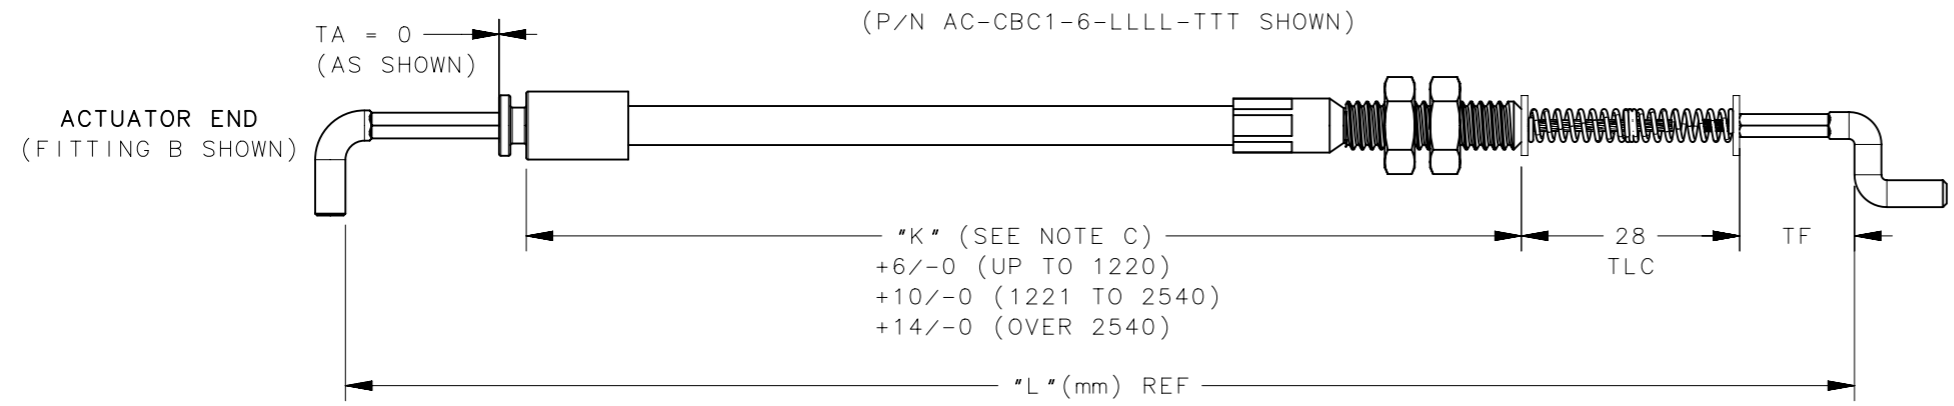 (P/N AC-CBC1-6-LLLL-TTT SHOWN)
TA = 0
(AS SHOWN)
ACTUATOR END
(FITTING B SHOWN)
"K" (SEE NOTE C)
+6/-0 (UP TO 1220)
+10/-0 (1221 TO 2540)
+14/-0 (OVER 2540)
28
TLC
TF
"L"(mm) REF